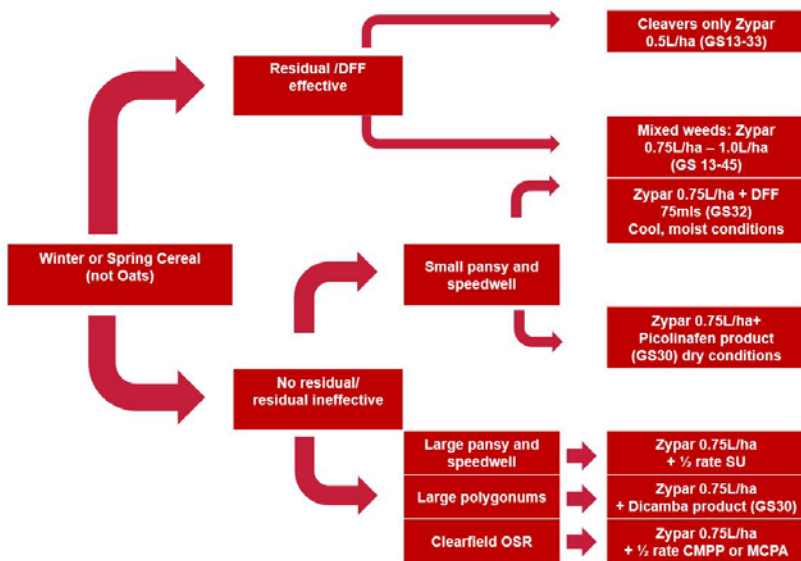 Cleavers only Zypar
0.5L/ha (GS13-33)
Residual /DFF
effective
Mixed weeds: Zypar
0.75L/ha – 1.0L/ha
(GS 13-45)
Zypar 0.75L/ha + DFF
75mls (GS32)
Cool, moist conditions
Winter or Spring Cereal
(not Oats)
Small pansy and
speedwell
Zypar 0.75L/ha+
Picolinafen product
(GS30) dry conditions
No residual/
residual ineffective
Large pansy and
speedwell
Zypar 0.75L/ha
+ ½ rate SU
Large polygonums
Zypar 0.75L/ha
+ Dicamba product (GS30)
Clearfield OSR
Zypar 0.75L/ha
+ ½ rate CMPP or MCPA